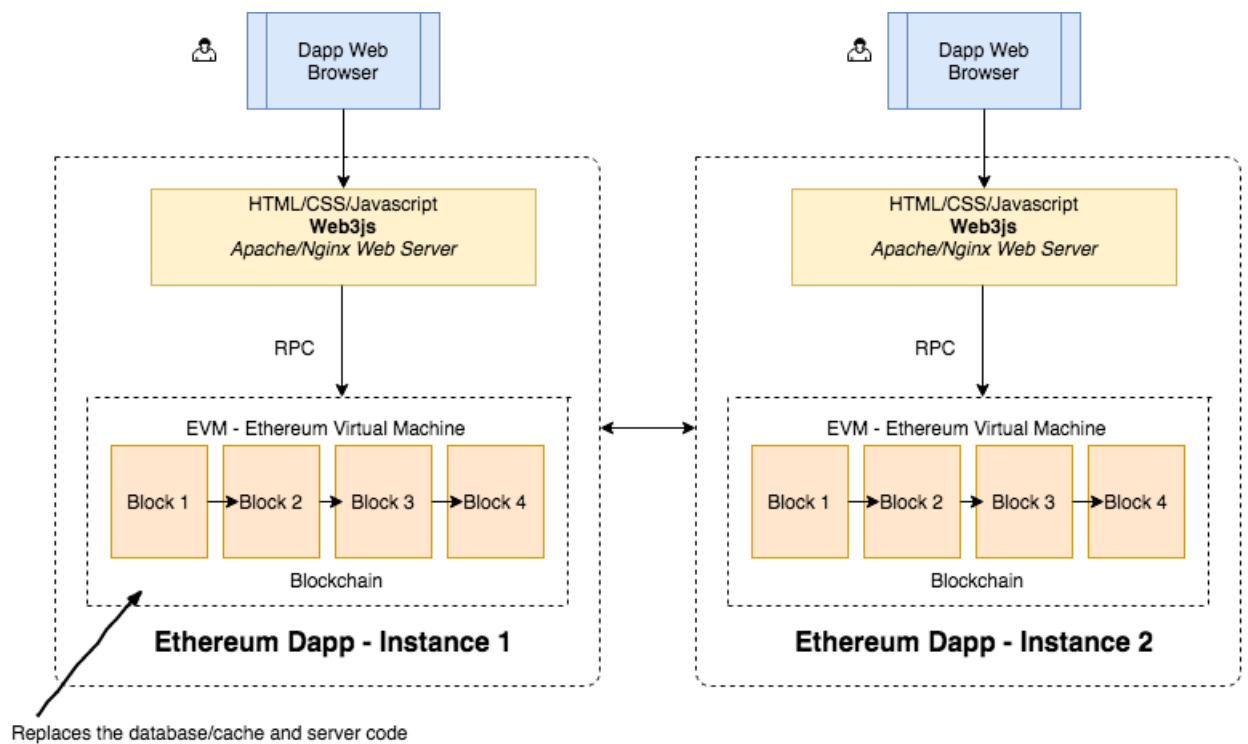 Dapp Web
Browser
HTML/CSS/Javascript
Web3js
Apache/Nginx Web Server
RPC
EVM - Ethereum Virtual Machine
Block 1
Block 2
Block 3
Block 4
Blockchain
Ethereum Dapp - Instance 1
Replaces the database/cache and server code
Dapp Web
Browser
HTML/CSS/Javascript
Web3js
Apache/Nginx Web Server
RPC
EVM - Ethereum Virtual Machine
Block 1
Block 2
Block 3
Block 4
Blockchain
Ethereum Dapp - Instance 2